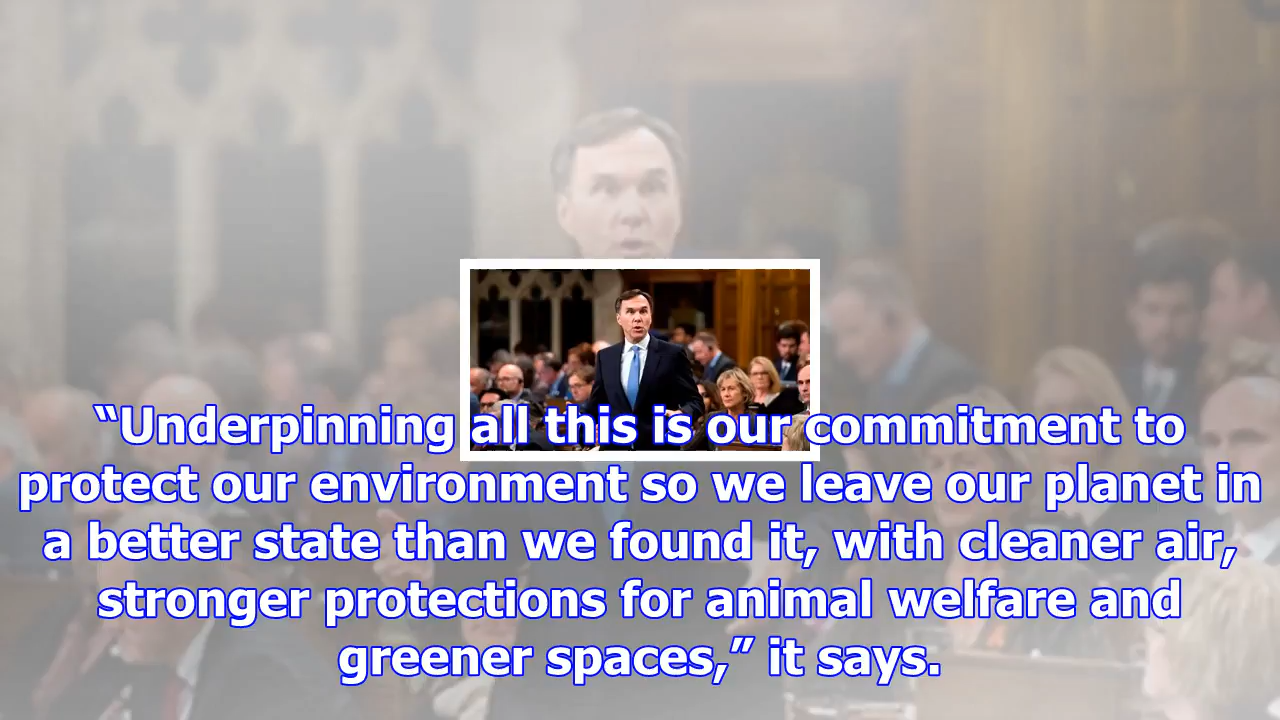 “Underpinning all this is our commitment to
protect our environment so we leave our planet in
a better state than we found it, with cleaner air,
stronger protections for animal welfare and
greener spaces,” it says.